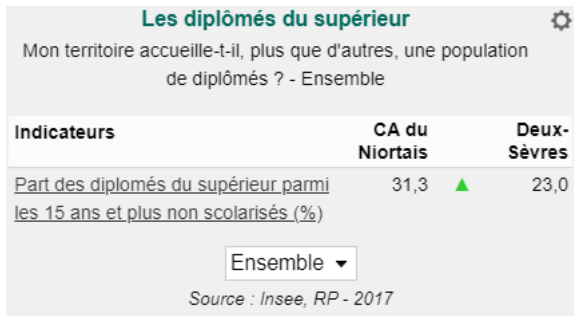 Les diplômés du supérieur
Mon territoire accueille-t-il, plus que d'autres, une population
de diplômés ? - Ensemble
Indicateurs CA du Niortais Deux-Sèvres
Part des diplomés du supérieur parmi
les 15 ans et plus non scolarisés (%) 31,3 ▲ 23,0
Ensemble
Source : Insee, RP - 2017